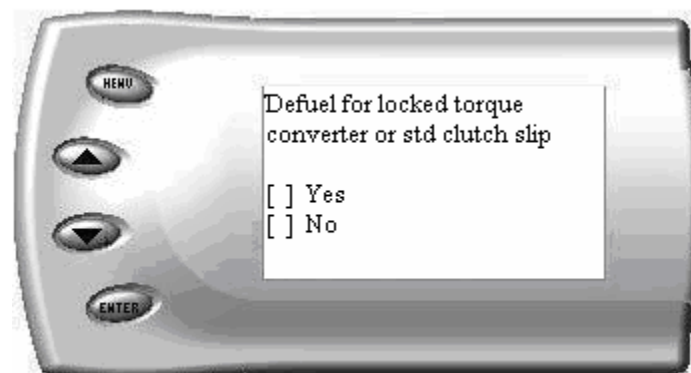 MENU
Defuel for locked torque
converter or std clutch slip
[ ] Yes
[ ] No
ENTER